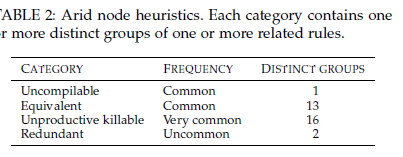 TABLE 2: Arid node heuristics. Each category contains one
or more distinct groups of one or more related rules.
CATEGORY FREQUENCY DISTINCT GROUPS
Uncompilable Common 1
Equivalent Common 13
Unproductive killable Very common 16
Redundant Uncommon 2